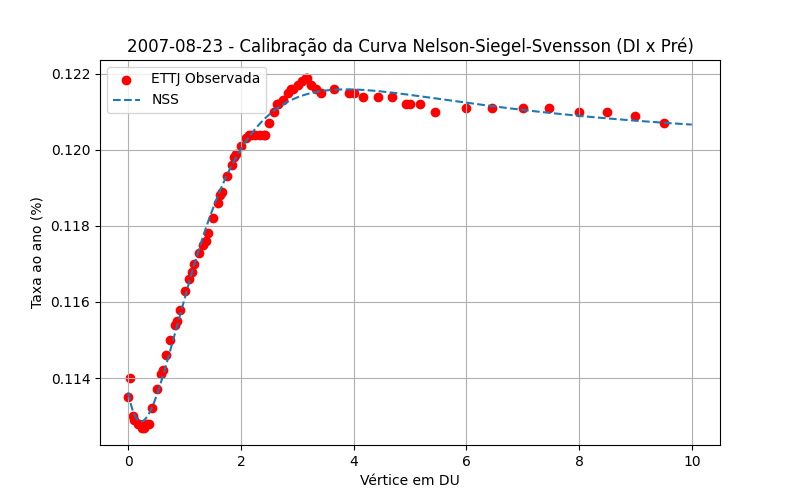 2007-08-23 - Calibração da Curva Nelson-Siegel-Svensson (DI x Pré)
ETTJ Observada
NSS
Taxa ao ano (%)
0.122
0.120
0.118
0.116
0.114
0 2 4 6 8 10
Vértice em DU